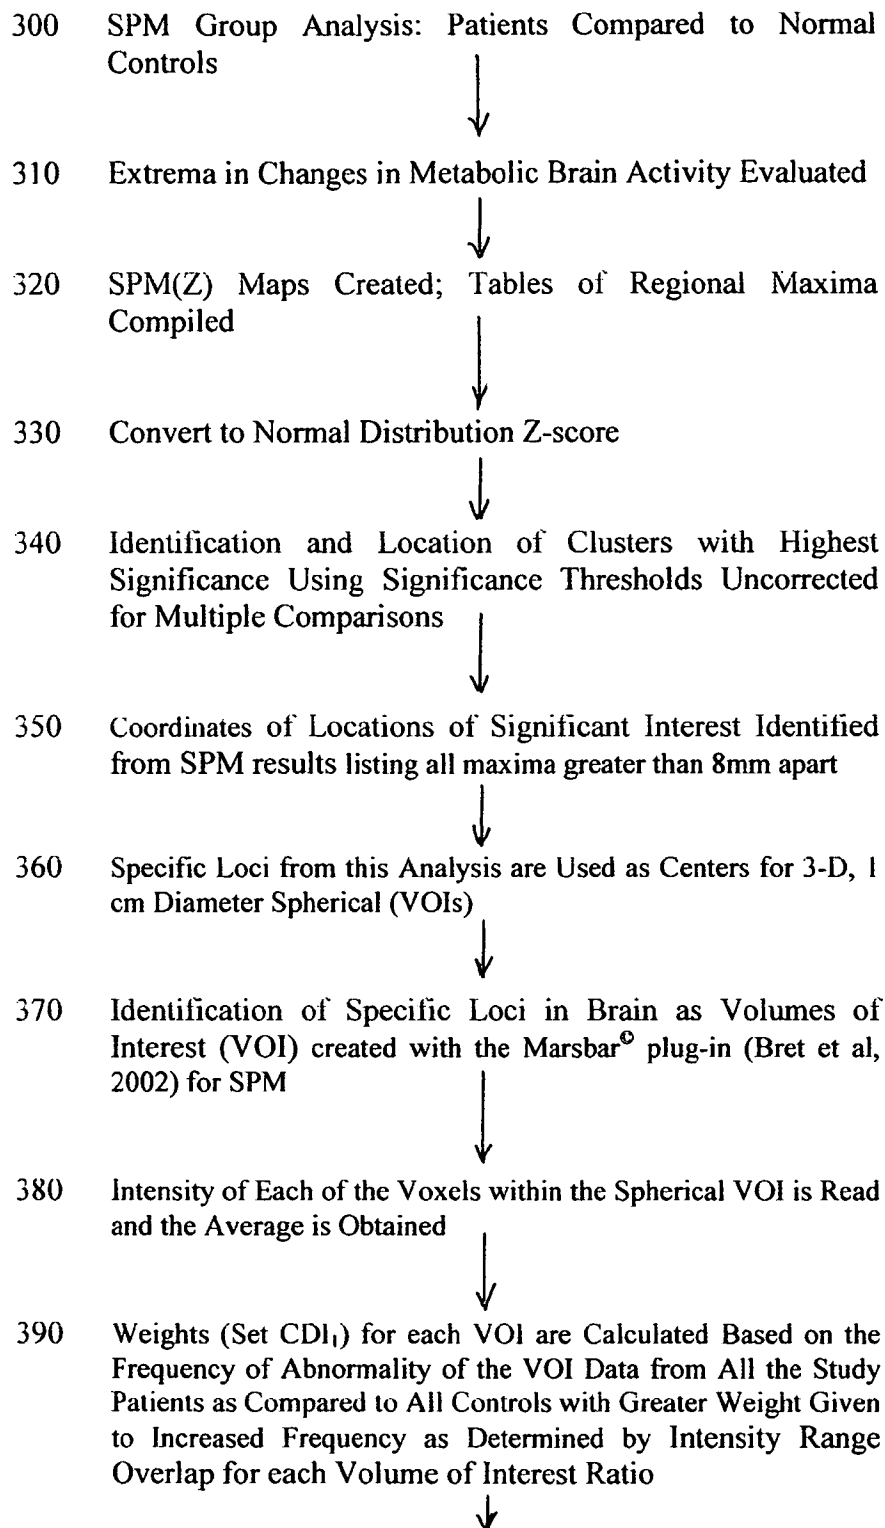 300 SPM Group Analysis: Patients Compared to Normal
Controls
310 Extrema in Changes in Metabolic Brain Activity Evaluated
320 SPM(Z) Maps Created; Tables of Regional Maxima
Compiled
330 Convert to Normal Distribution Z-score
340 Identification and Location of Clusters with Highest
Significance Using Significance Thresholds Uncorrected
for Multiple Comparisons
350 Coordinates of Locations of Significant Interest Identified
from SPM results listing all maxima greater than 8mm apart
360 Specific Loci from this Analysis are Used as Centers for 3-D, 1
cm Diameter Spherical (VOIs)
370 Identification of Specific Loci in Brain as Volumes of
Interest (VOI) created with the Marsbar© plug-in (Bret et al,
2002) for SPM
380 Intensity of Each of the Voxels within the Spherical VOI is Read
and the Average is Obtained
390 Weights (Set CDI₁) for each VOI are Calculated Based on the
Frequency of Abnormality of the VOI Data from All the Study
Patients as Compared to All Controls with Greater Weight Given
to Increased Frequency as Determined by Intensity Range
Overlap for each Volume of Interest Ratio